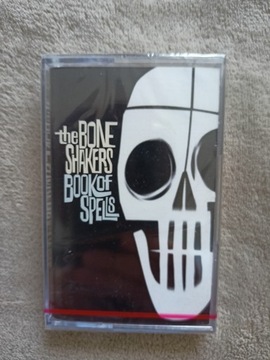 the BONE
SHAKERS
BOOK of
SPELLS